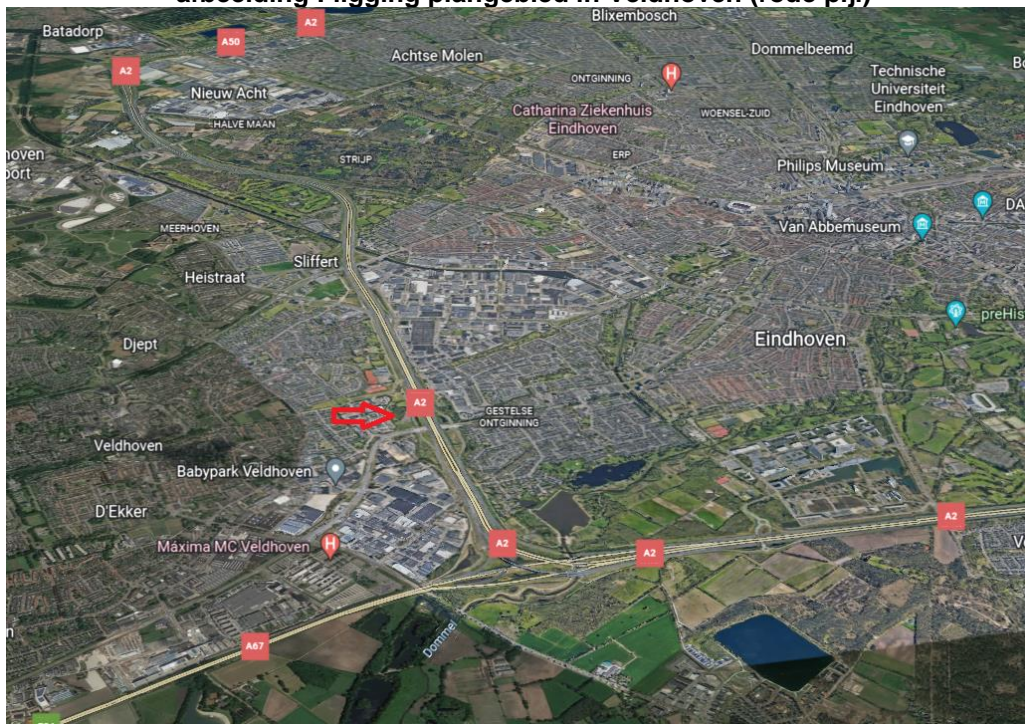 Blixembosch
A2
Batadorp
A50
Achtse Molen
Dommelbeemd
A2
Nieuw Acht
ONTGINNING
H
Technische
Universiteit
Eindhoven
Catharina Ziekenhuis
Eindhoven
WOENSEL-ZUID
HALVE MAAN
STRIJP
ERP
Philips Museum
Van Abbemuseum
MEERHOVEN
Sliffert
Heistraat
preHis
Eindhoven
Djept
A2
GESTELSE
ONTGINNING
Veldhoven
Babypark Veldhoven
D'Ekker
A2
Máxima MC Veldhoven
H
A2
A2
Dommel
A67